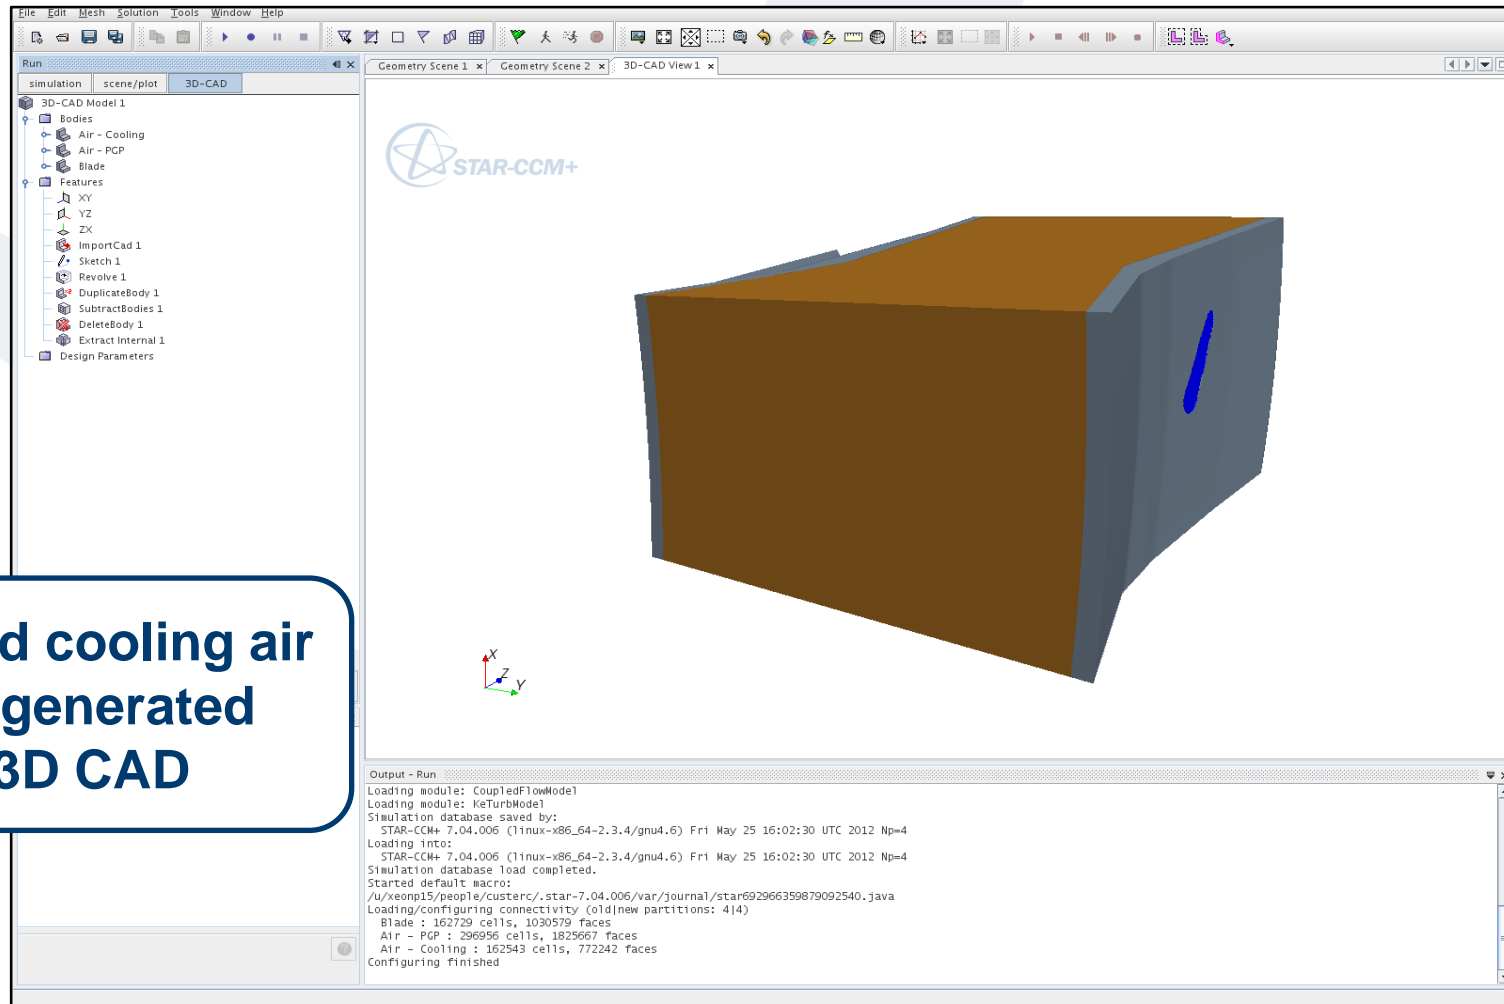 File Edit Mesh Solution Tools Window Help
Run
Geometry Scene 1 × Geometry Scene 2 × 3D-CAD View 1 ×
simulation scene/plot 3D-CAD
3D-CAD Model 1
Bodies
Air - Cooling
Air - PGP
Blade
Features
XY
YZ
ZX
ImportCad 1
Sketch 1
Revolve 1
DuplicateBody 1
SubtractBodies 1
DeleteBody 1
Extract Internal 1
Design Parameters
STAR-CCM+
X
Z
Y
d cooling air
generated
3D CAD
Output - Run
Loading module: CoupledFlowModel
Loading module: KeTurbModel
Simulation database saved by:
STAR-CCM+ 7.04.006 (linux-x86_64-2.3.4/gnu4.6) Fri May 25 16:02:30 UTC 2012 Np=4
Loading into:
STAR-CCM+ 7.04.006 (linux-x86_64-2.3.4/gnu4.6) Fri May 25 16:02:30 UTC 2012 Np=4
Simulation database load completed.
Started default macro:
/u/xeonp15/people/custerc/.star-7.04.006/var/journal/star692966359879092540.java
Loading/configuring connectivity (old|new partitions: 4|4)
Blade : 162729 cells, 1030579 faces
Air - PGP : 296956 cells, 1825667 faces
Air - Cooling : 162543 cells, 772242 faces
Configuring finished